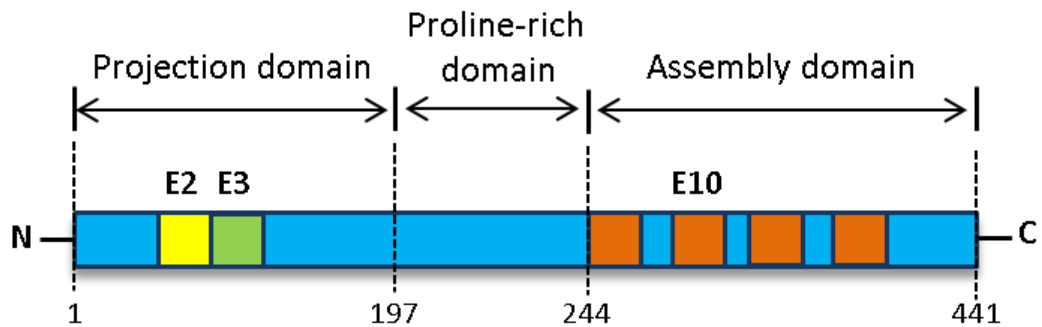 Proline-rich
domain
Projection domain
Assembly domain
E2 E3 E10
N C
1 197 244 441